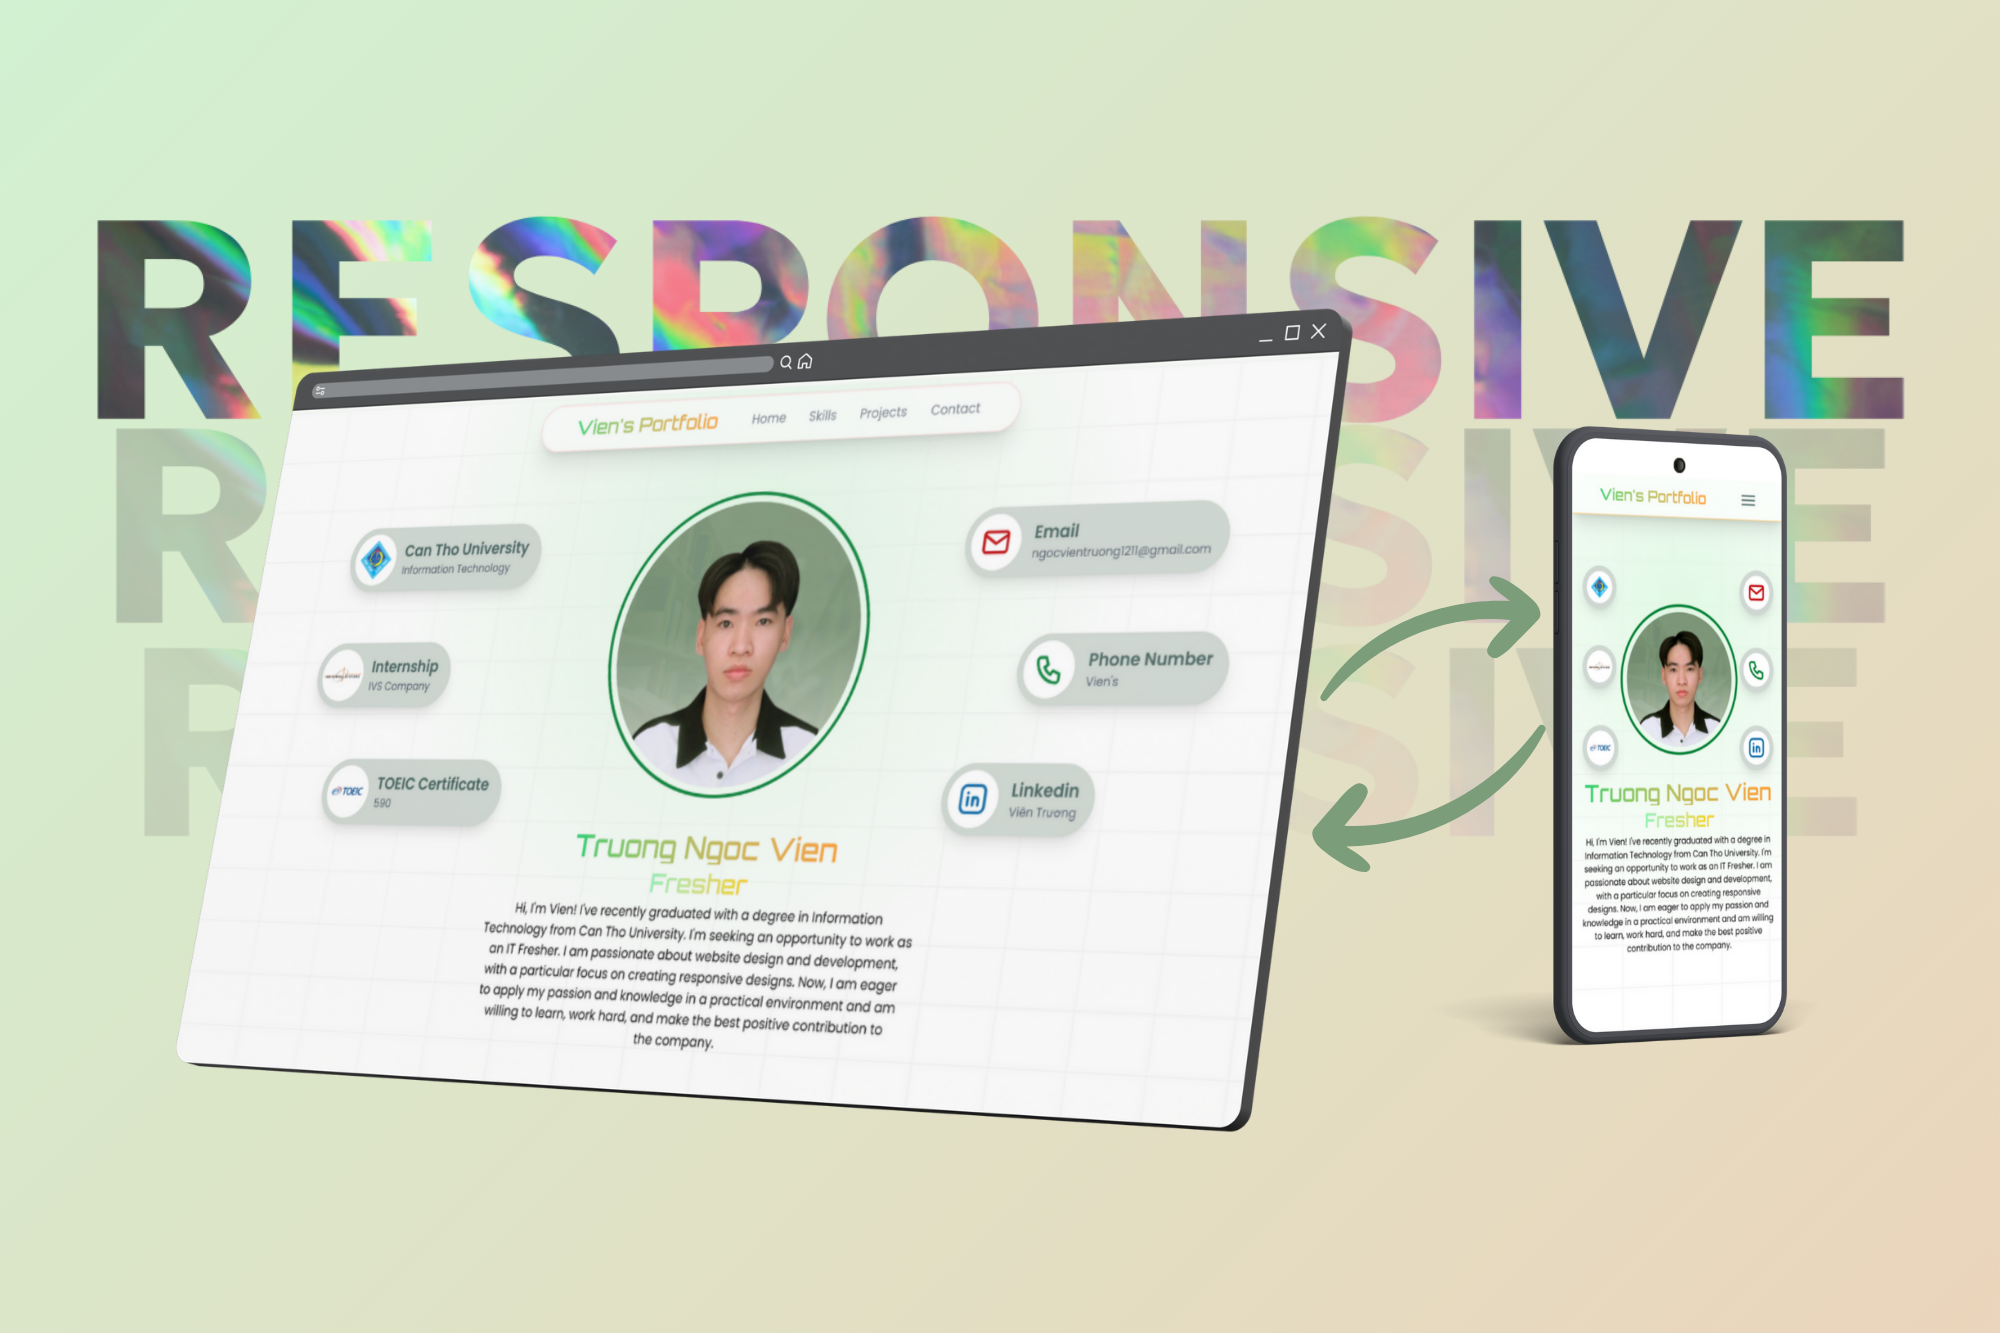 RESPONSIVE
Vien's Portfolio Home Skills Projects Contact
Can Tho University
Information Technology
Internship
IVS Company
TOEIC
TOEIC Certificate
590
Email
ngocvientruong1211@gmail.com
Phone Number
Vien's
in
Linkedin
Viên Trương
Truong Ngoc Vien
Fresher
Hi, I'm Vien! I've recently graduated with a degree in Information
Technology from Can Tho University. I'm seeking an opportunity to work as
an IT Fresher. I am passionate about website design and development,
with a particular focus on creating responsive designs. Now, I am eager
to apply my passion and knowledge in a practical environment and am
willing to learn, work hard, and make the best positive contribution to
the company.
R SIVE
R SIVE
Vien's Portfolio
TOEIC
in
Truong Ngoc Vien
Fresher
Hi, I'm Vien! I've recently graduated with a degree in
Information Technology from Can Tho University. I'm
seeking an opportunity to work as an IT Fresher. I am
passionate about website design and development,
with a particular focus on creating responsive
designs. Now, I am eager to apply my passion and
knowledge in a practical environment and am willing
to learn, work hard, and make the best positive
contribution to the company.